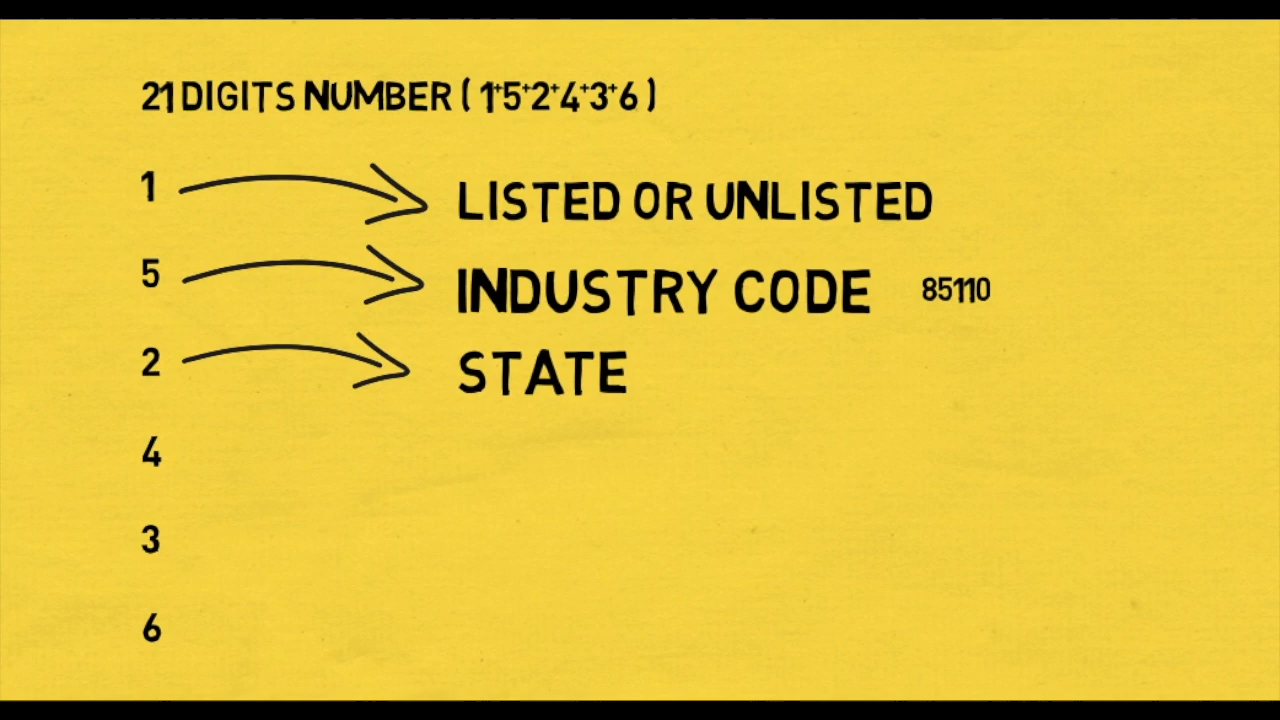 21 DIGITS NUMBER ( 1+5+2+4+3+6 )
1 LISTED OR UNLISTED
5 INDUSTRY CODE 85110
2 STATE
4
3
6